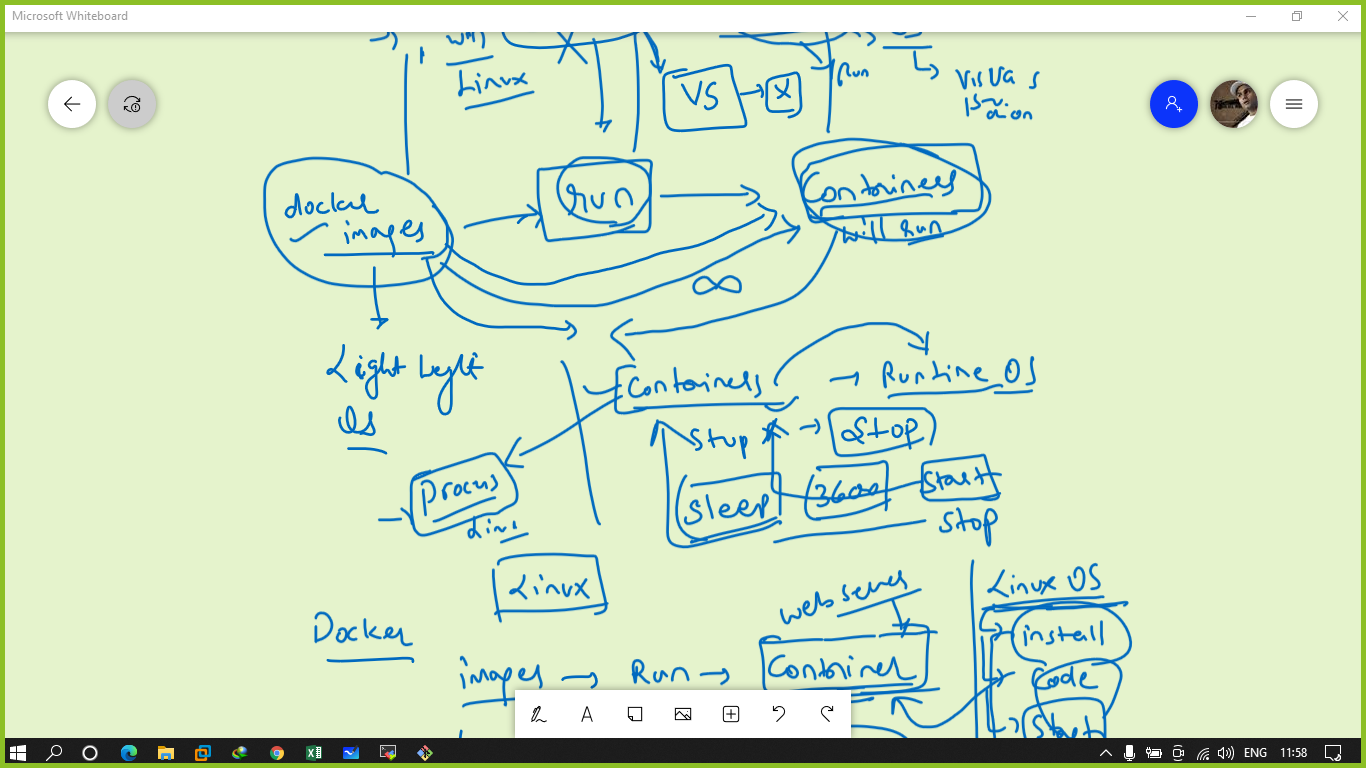 Microsoft Whiteboard
Linux
VS
X
Run
docker
images
run
Containers
will Run
∞
Light weight
OS
Containers
Runtime OS
Stop
Stop
Process
Sleep
3600
Start
Stop
Linux
Docker
webserver
Linux OS
install
images
Run
Container
Code
Start
A
ENG
11:58